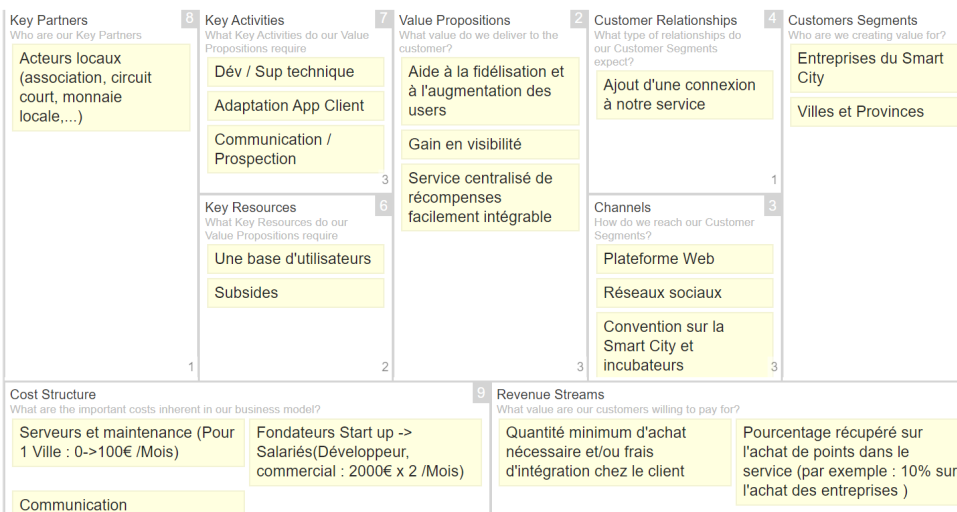 Key Partners
8
Who are our Key Partners
Acteurs locaux
(association, circuit
court, monnaie
locale,...)
1
Key Activities
7
What Key Activities do our Value
Propositions require
Dév / Sup technique
Adaptation App Client
Communication /
Prospection
3
Key Resources
6
What Key Resources do our
Value Propositions require
Une base d'utilisateurs
Subsides
2
Value Propositions
2
What value do we deliver to the
customer?
Aide à la fidélisation et
à l'augmentation des
users
Gain en visibilité
Service centralisé de
récompenses
facilement intégrable
3
Customer Relationships
4
What type of relationships do
our Customer Segments
expect?
Ajout d'une connexion
à notre service
1
Channels
3
How do we reach our Customer
Segments?
Plateforme Web
Réseaux sociaux
Convention sur la
Smart City et
incubateurs
3
Customers Segments
Who are we creating value for?
Entreprises du Smart
City
Villes et Provinces
Cost Structure
9
What are the important costs inherent in our business model?
Serveurs et maintenance (Pour
1 Ville : 0->100€ /Mois)
Fondateurs Start up ->
Salariés(Développeur,
commercial : 2000€ x 2 /Mois)
Communication
Revenue Streams
What value are our customers willing to pay for?
Quantité minimum d'achat
nécessaire et/ou frais
d'intégration chez le client
Pourcentage récupéré sur
l'achat de points dans le
service (par exemple : 10% sur
l'achat des entreprises )